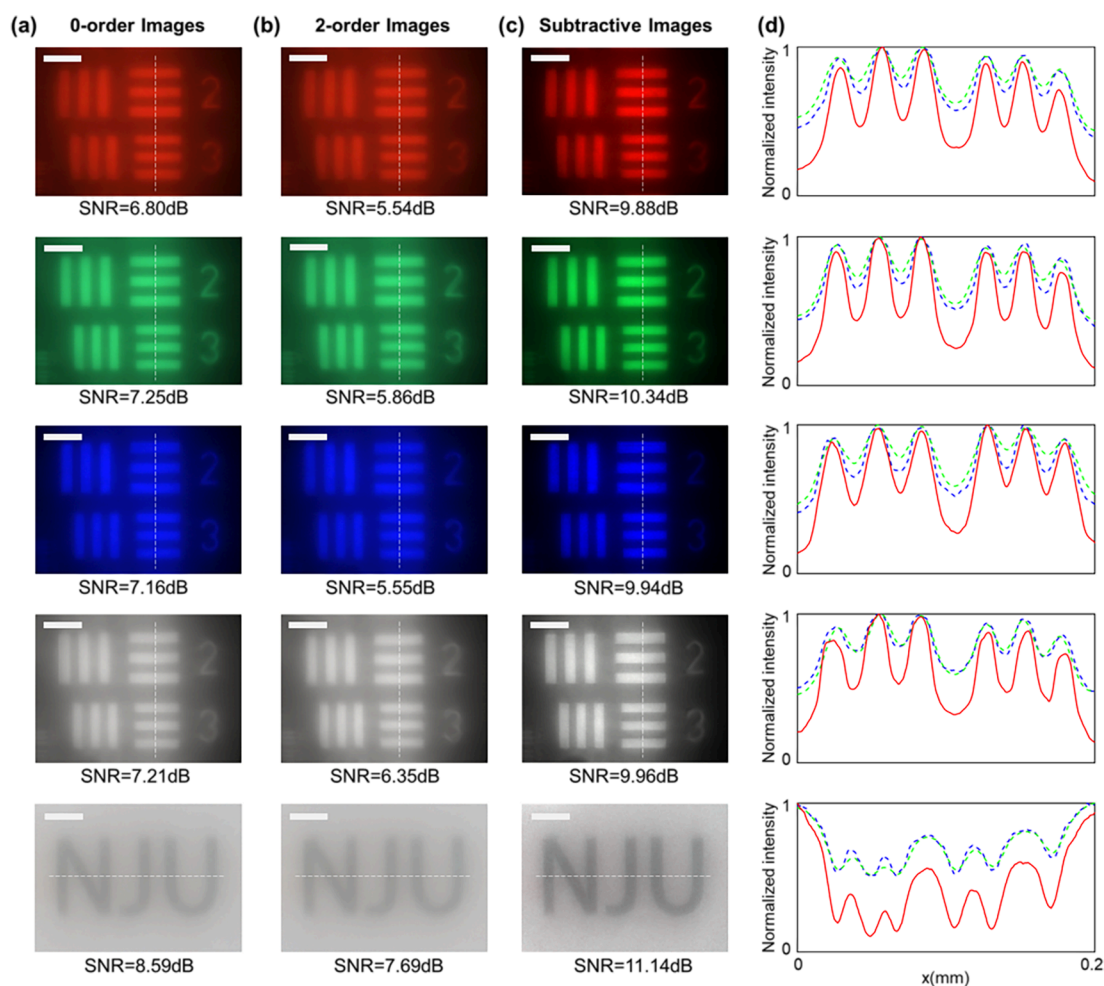 (a) 0-order Images (b) 2-order Images (c) Subtractive Images (d)
2 2 2
3 3 3
SNR=6.80dB SNR=5.54dB SNR=9.88dB
1
Normalized intensity
0
2 2 2
3 3 3
SNR=7.25dB SNR=5.86dB SNR=10.34dB
1
Normalized intensity
0
2 2 2
3 3 3
SNR=7.16dB SNR=5.55dB SNR=9.94dB
1
Normalized intensity
0
2 2 2
3 3 3
SNR=7.21dB SNR=6.35dB SNR=9.96dB
1
Normalized intensity
0
NJU NJU NJU
SNR=8.59dB SNR=7.69dB SNR=11.14dB
1
Normalized intensity
0
0 0.2
x(mm)